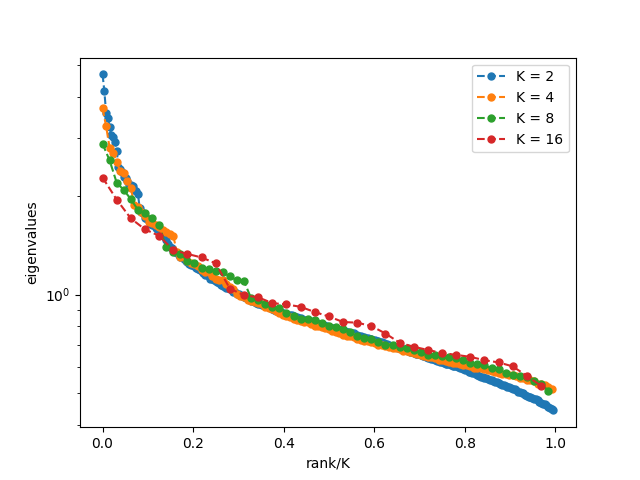 K = 2
K = 4
K = 8
K = 16
eigenvalues
10⁰
0.0 0.2 0.4 0.6 0.8 1.0
rank/K